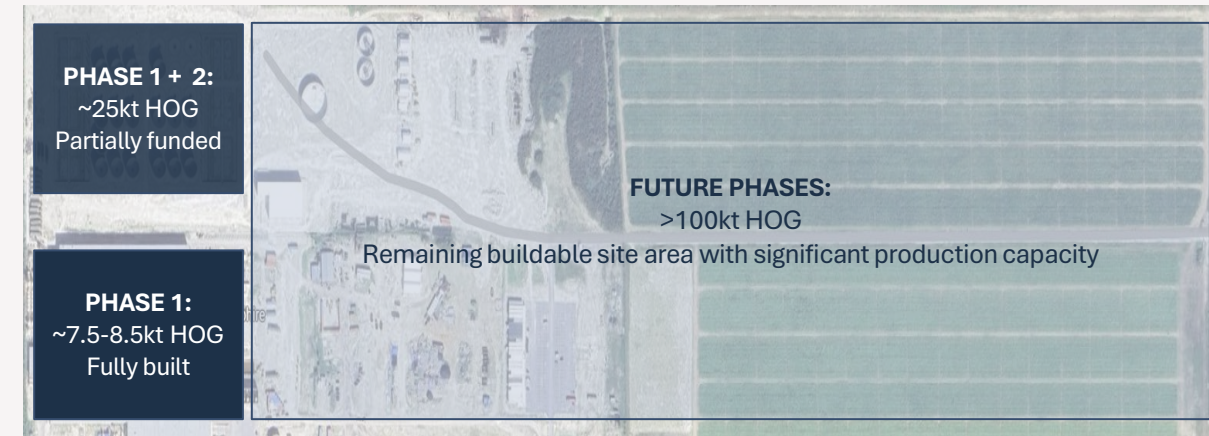 PHASE 1 + 2:
~25kt HOG
Partially funded
FUTURE PHASES:
>100kt HOG
Remaining buildable site area with significant production capacity
PHASE 1:
~7.5-8.5kt HOG
Fully built